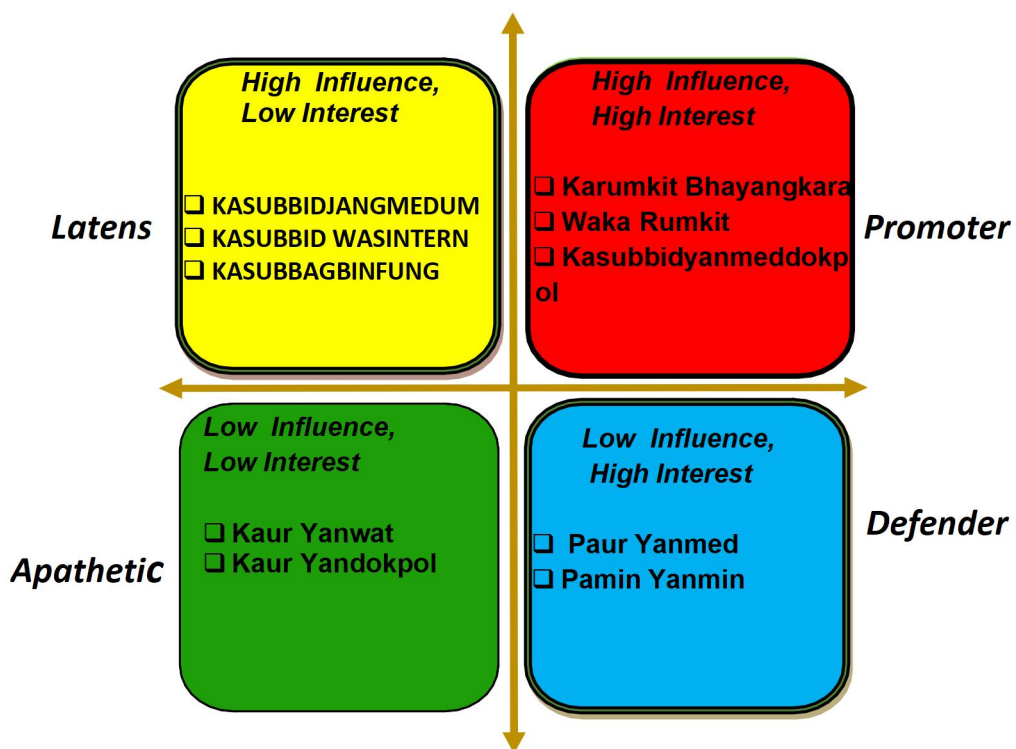 High Influence,
Low Interest
❑ KASUBBIDJANGMEDUM
❑ KASUBBID WASINTERN
❑ KASUBBAGBINFUNG
Latens
High Influence,
High Interest
❑ Karumkit Bhayangkara
❑ Waka Rumkit
❑ Kasubbidyanmeddokp
ol
Promoter
Low Influence,
Low Interest
❑ Kaur Yanwat
❑ Kaur Yandokpol
Apathetic
Low Influence,
High Interest
❑ Paur Yanmed
❑ Pamin Yanmin
Defender